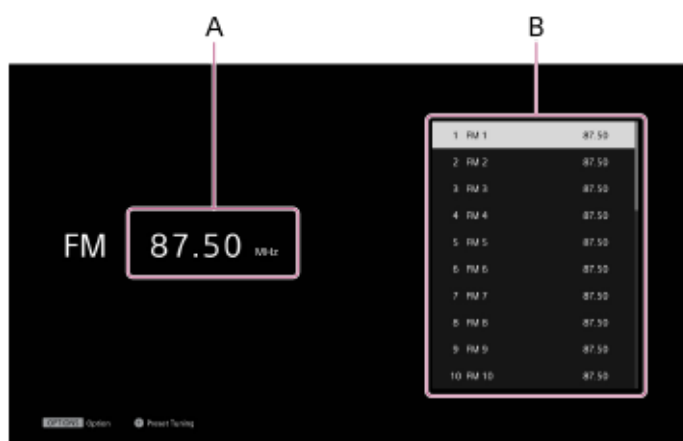 A
B
FM 87.50 MHz
1 FM 1 87.50
2 FM 2 87.50
3 FM 3 87.50
4 FM 4 87.50
5 FM 5 87.50
6 FM 6 87.50
7 FM 7 87.50
8 FM 8 87.50
9 FM 9 87.50
10 FM 10 87.50
OPTIONS Option
Preset Tuning